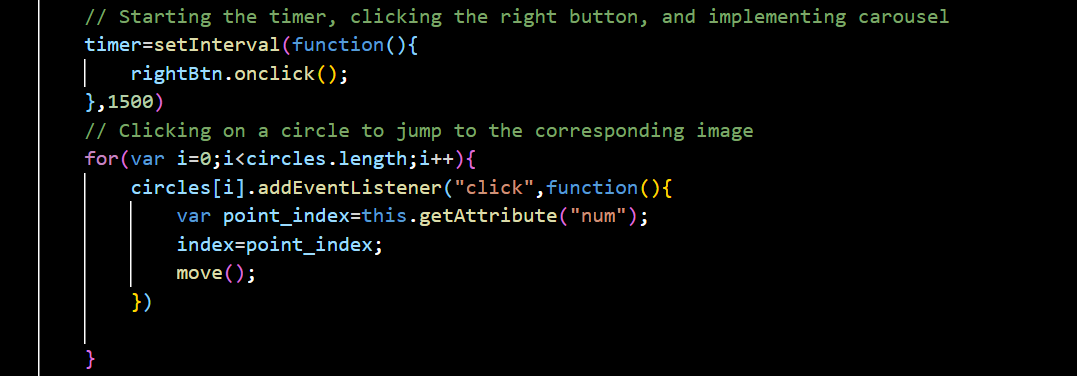 // Starting the timer, clicking the right button, and implementing carousel
timer=setInterval(function(){
rightBtn.onclick();
},1500)
// Clicking on a circle to jump to the corresponding image
for(var i=0;i<circles.length;i++){
circles[i].addEventListener("click",function(){
var point_index=this.getAttribute("num");
index=point_index;
move();
})
}